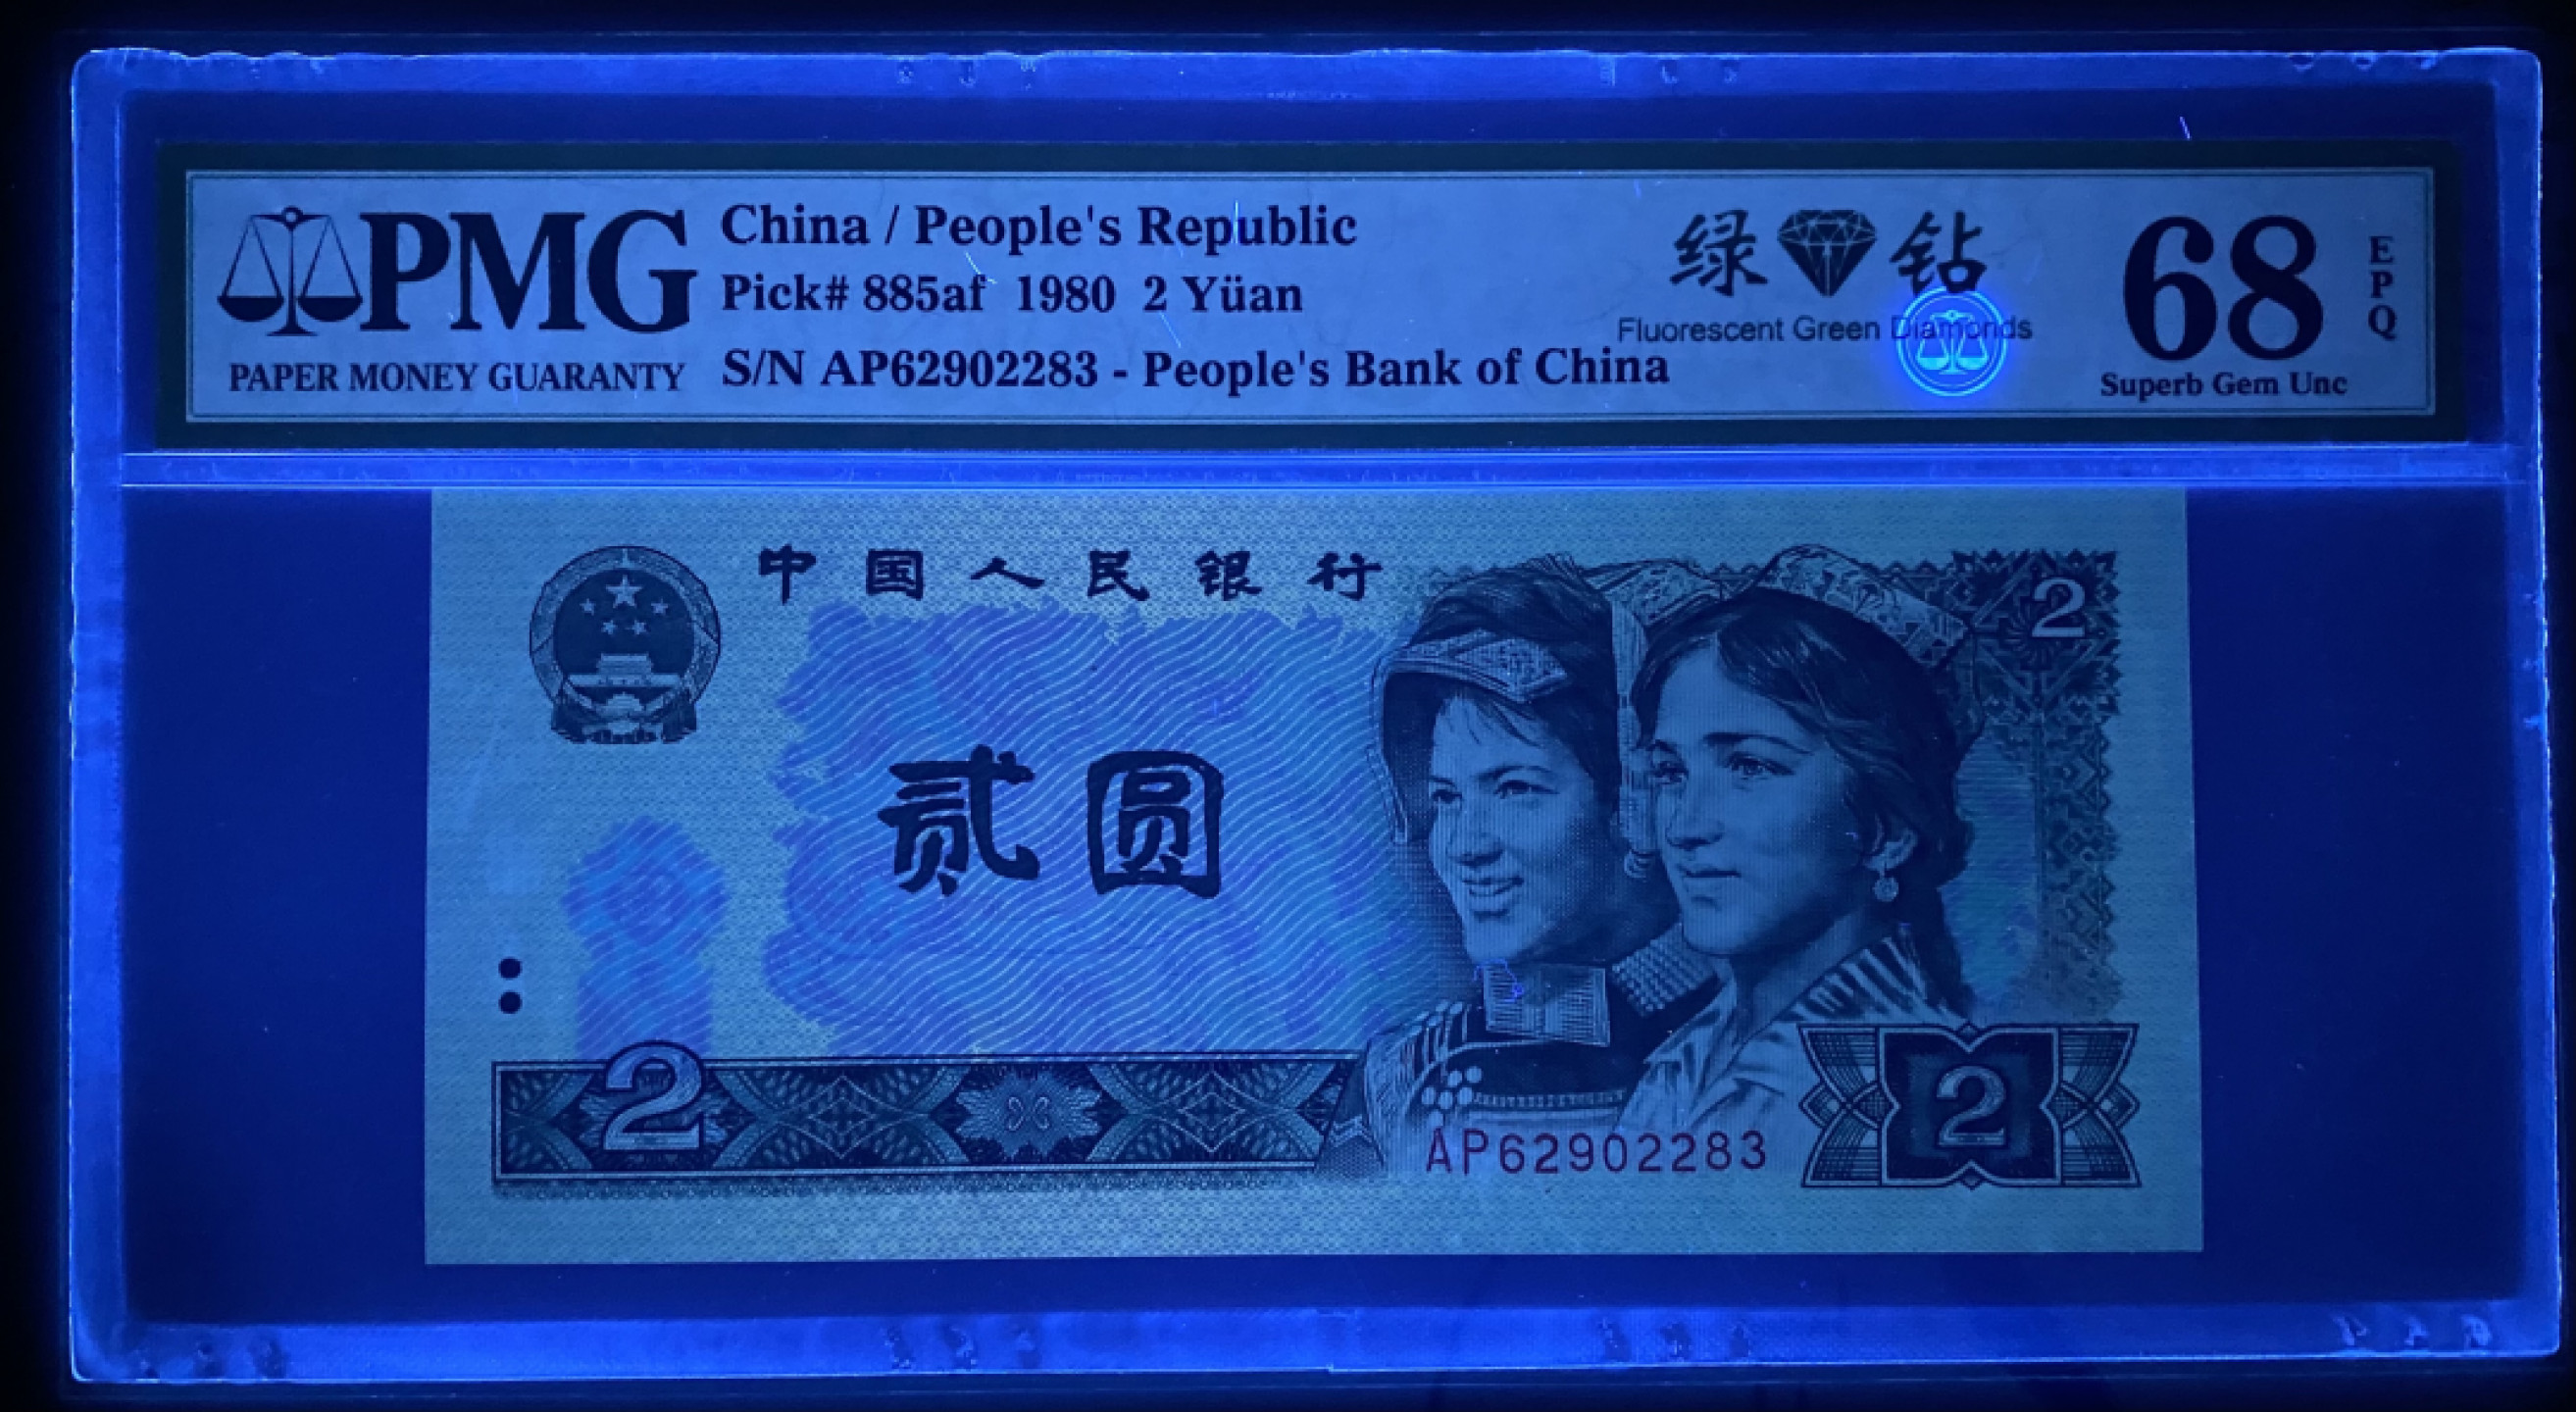 PMG
PAPER MONEY GUARANTY
China / People's Republic
Pick# 885af 1980 2 Yüan
S/N AP62902283 - People's Bank of China
绿钻
Fluorescent Green Diamonds
68
EPQ
Superb Gem Unc
中国人民银行
2
贰圆
2
AP62902283
2